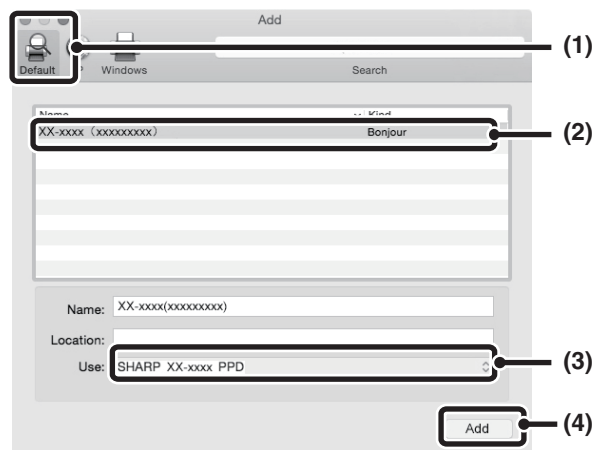 Add
(1)
Default P Windows Search
Name Kind
XX-xxxx (xxxxxxxxx) Bonjour
(2)
Name: XX-xxxx(xxxxxxxxx)
Location:
Use: SHARP XX-xxxx PPD
(3)
Add
(4)